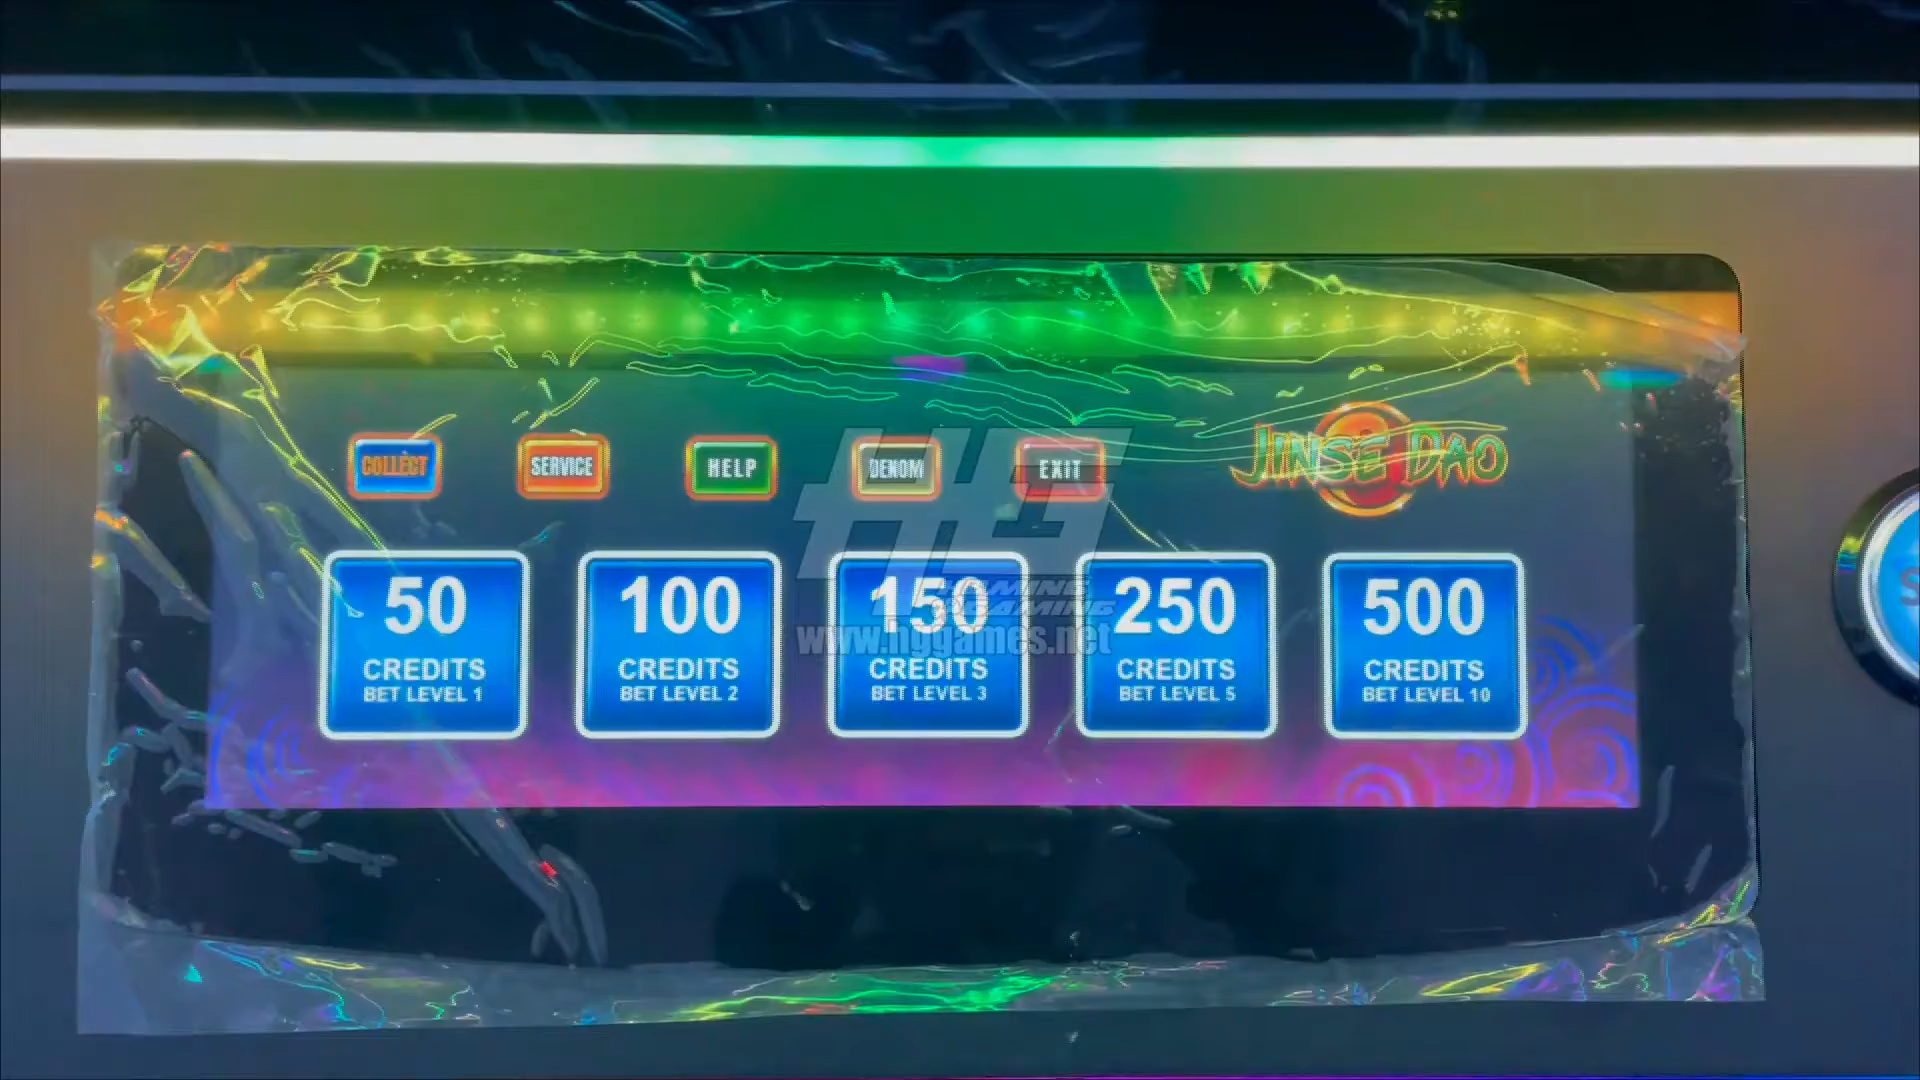 COLLECT
SERVICE
HELP
DENOM
EXIT
JINSE DAO
50
CREDITS
BET LEVEL 1
100
CREDITS
BET LEVEL 2
150
CREDITS
BET LEVEL 3
250
CREDITS
BET LEVEL 5
500
CREDITS
BET LEVEL 10
HG
GAMING
www.hggames.net